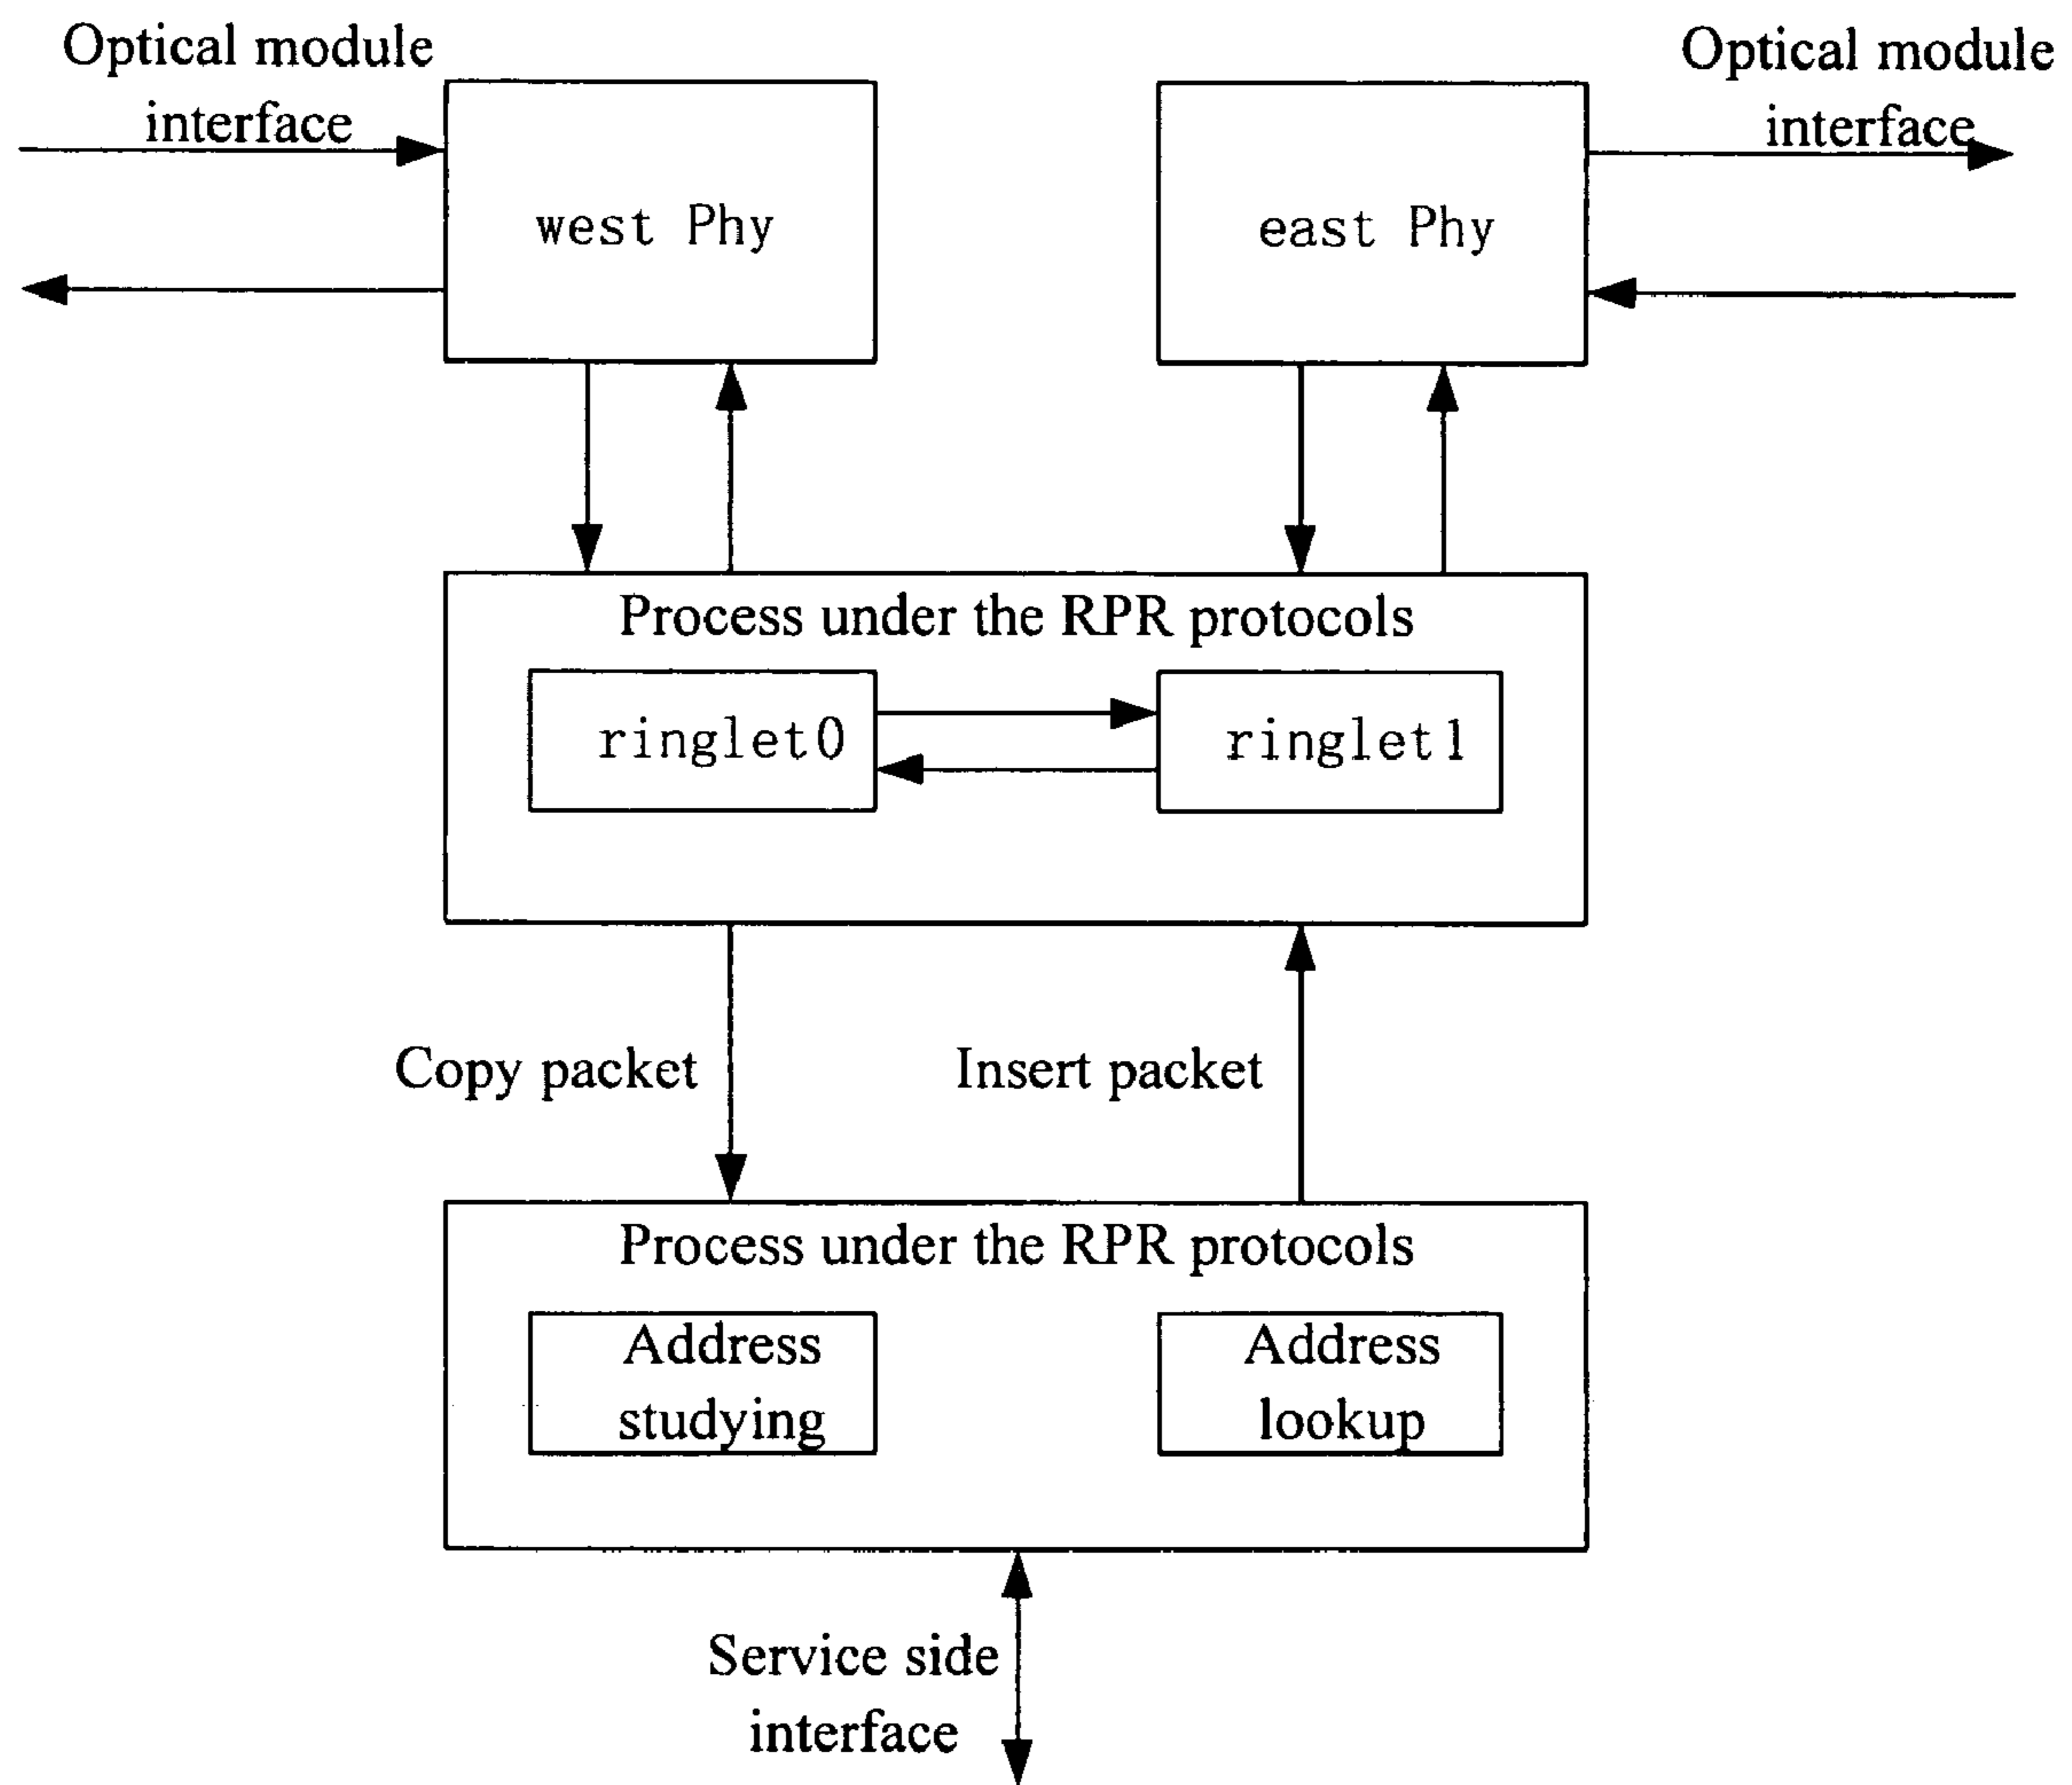 Optical module
interface
Optical module
interface
west Phy
east Phy
Process under the RPR protocols
ringlet0
ringlet1
Copy packet
Insert packet
Process under the RPR protocols
Address
studying
Address
lookup
Service side
interface